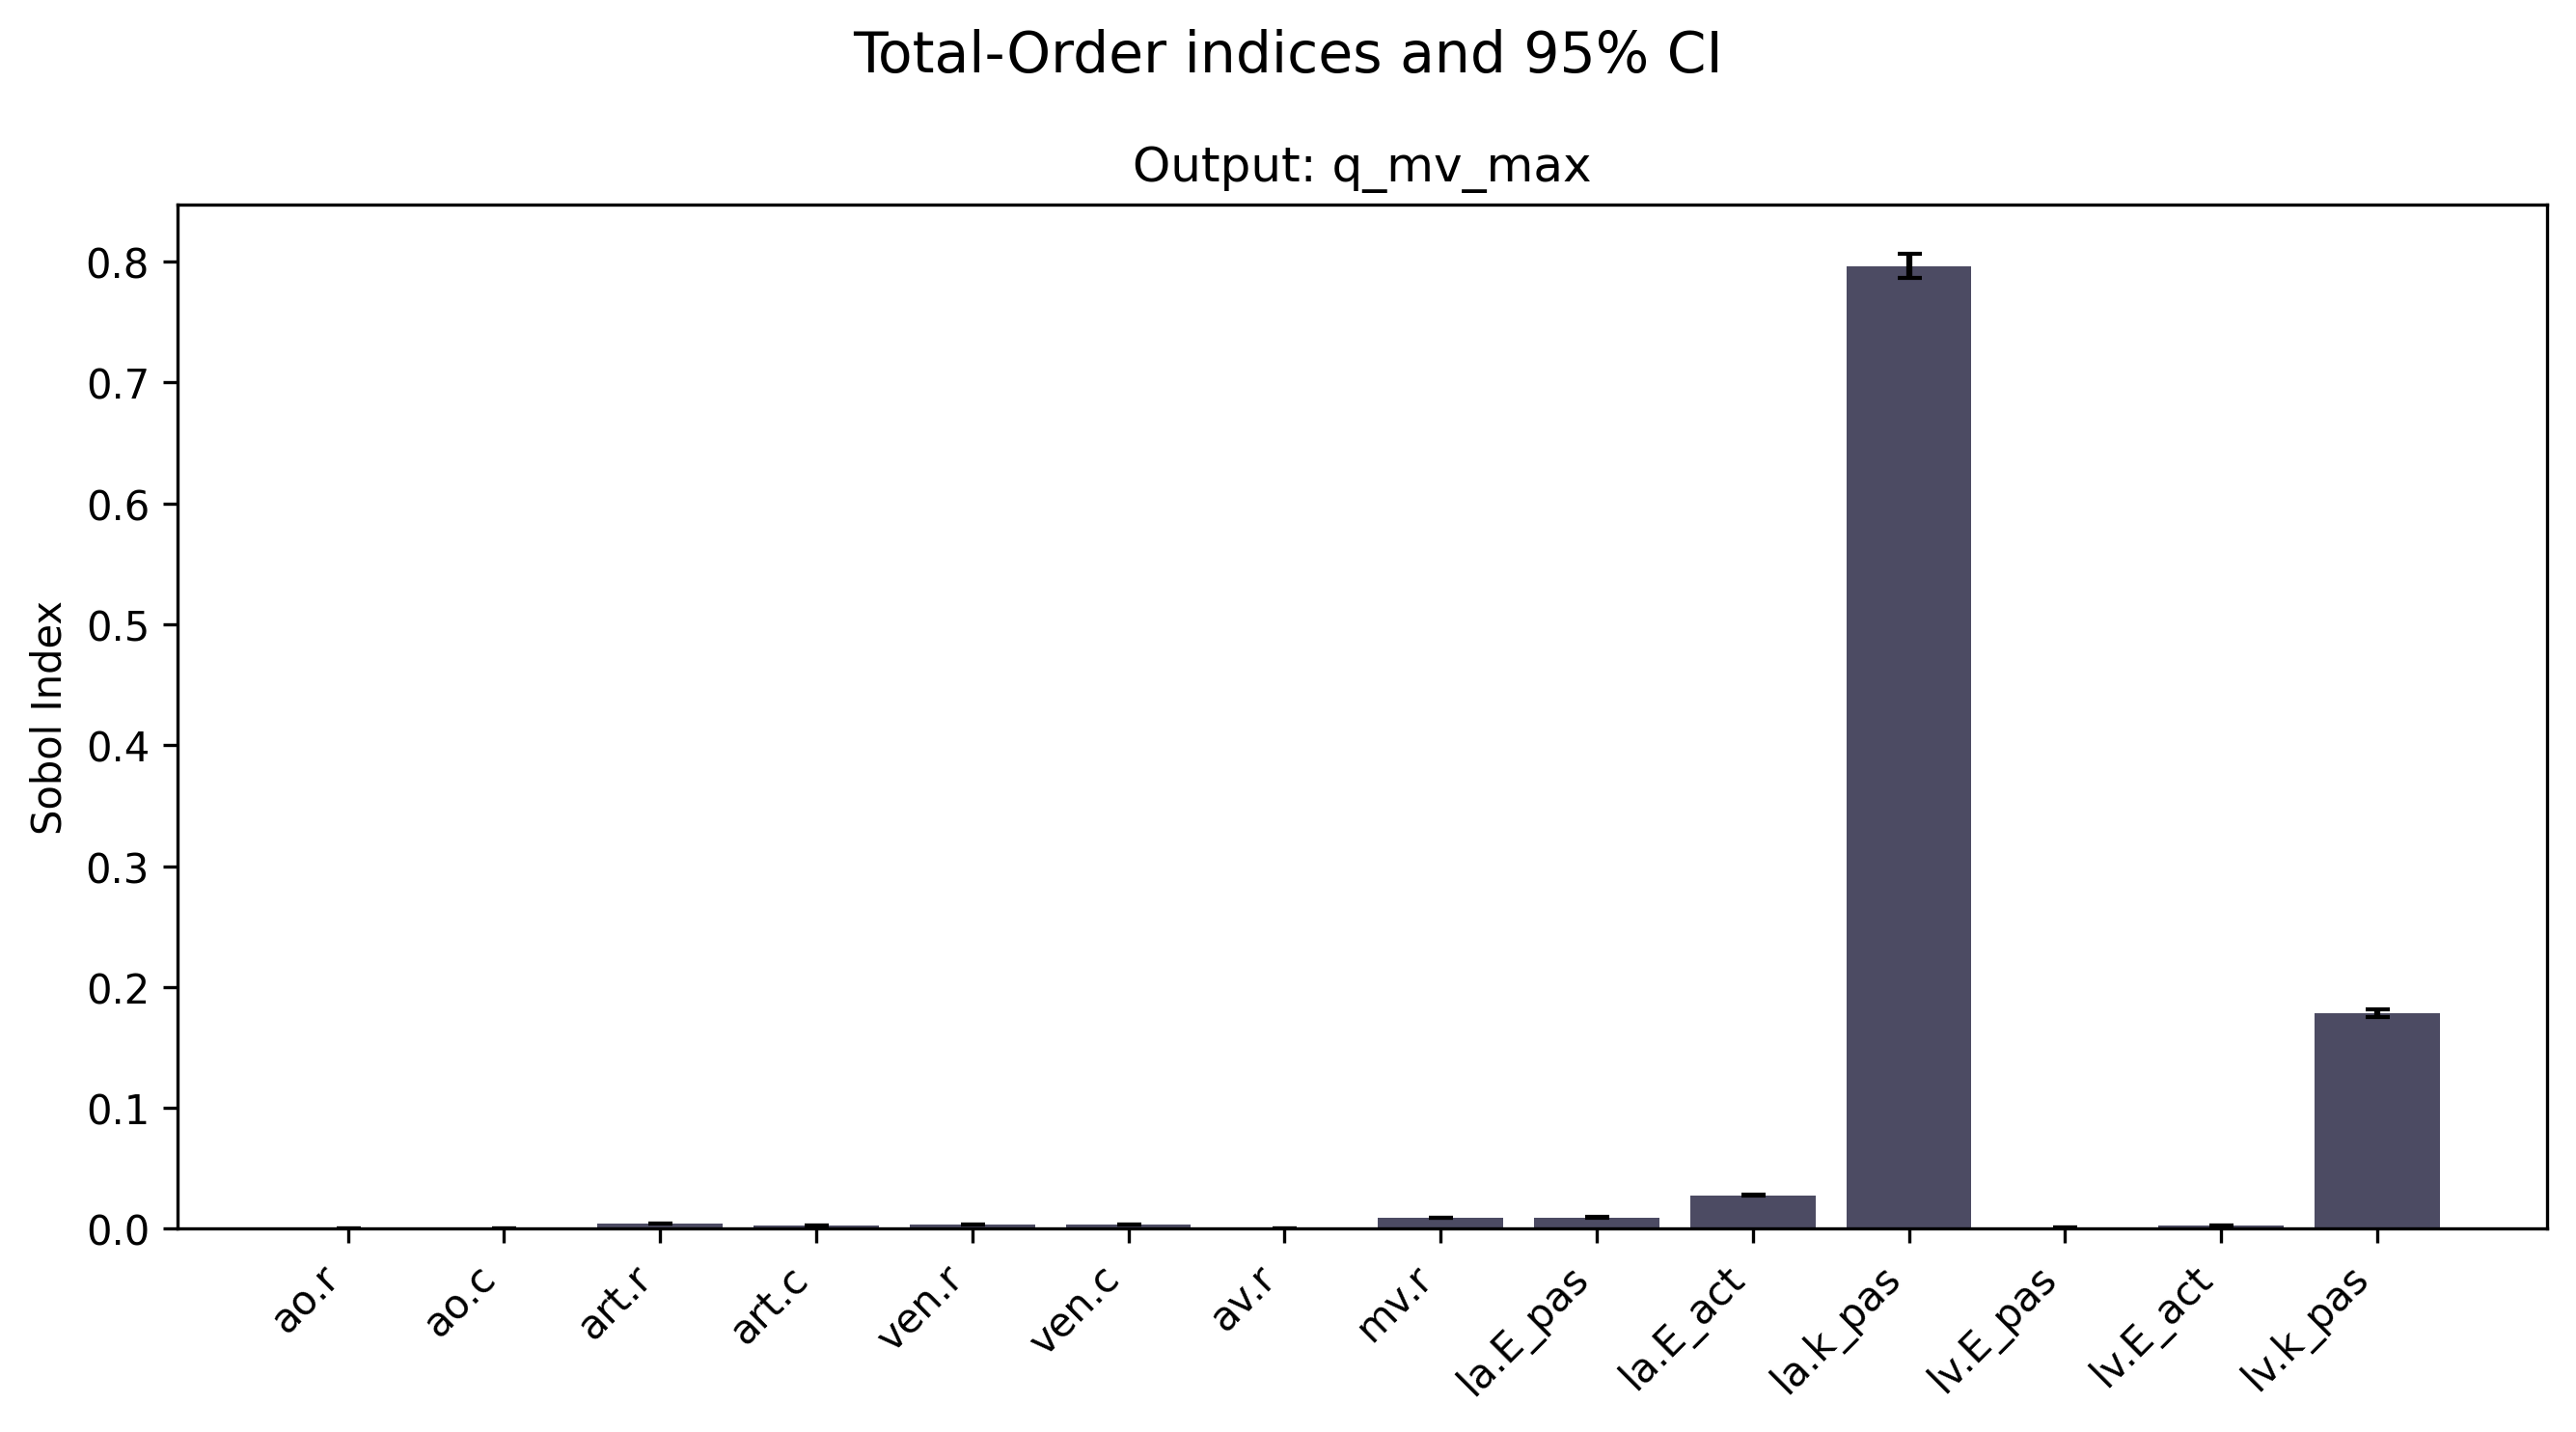 Total-Order indices and 95% CI
Output: q_mv_max
Sobol Index
0.8
0.7
0.6
0.5
0.4
0.3
0.2
0.1
0.0
ao.r
ao.c
art.r
art.c
ven.r
ven.c
av.r
mv.r
la.E_pas
la.E_act
la.k_pas
lv.E_pas
lv.E_act
lv.k_pas